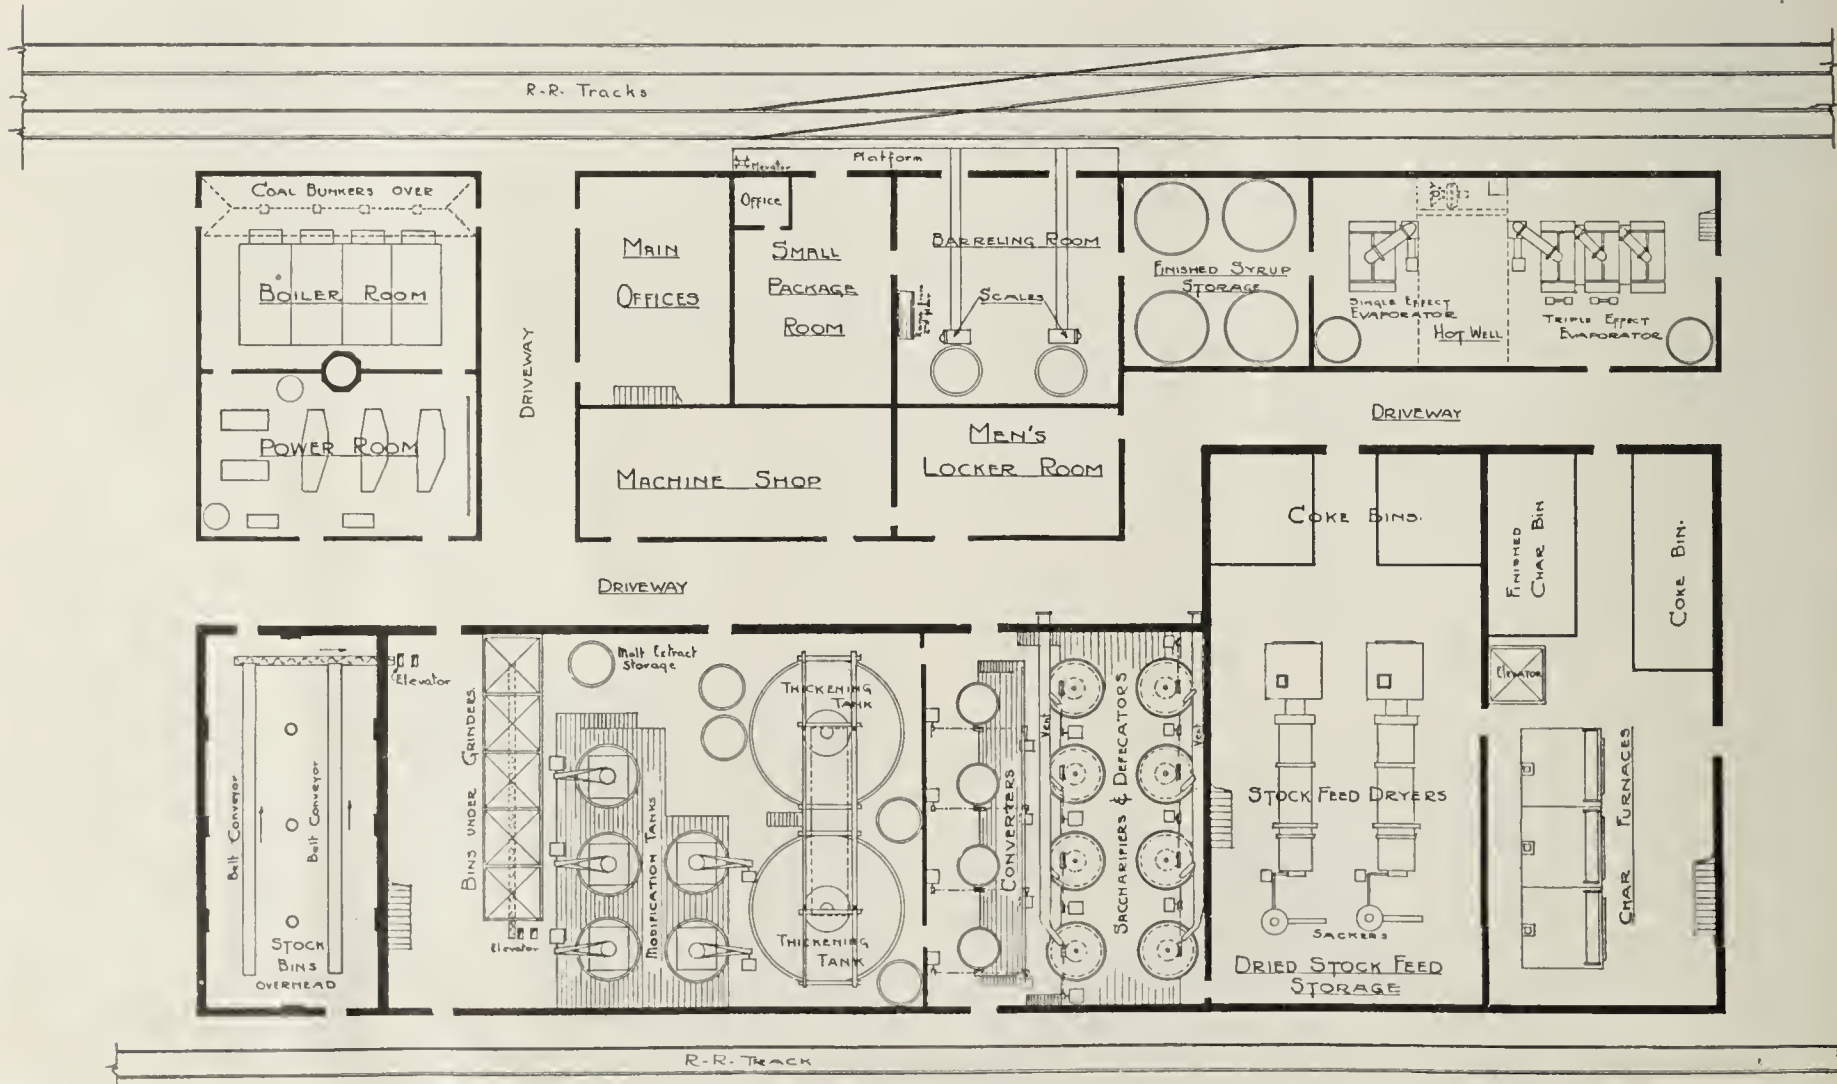 R-R. Tracks
Elevator
Platform
COAL BUNKERS OVER
BOILER ROOM
POWER ROOM
DRIVEWAY
MAIN
OFFICES
Office
SMALL
PACKAGE
ROOM
BARRELING ROOM
SCALES
FINISHED SYRUP
STORAGE
SINGLE EFFECT
EVAPORATOR
HOT WELL
TRIPLE EFFECT
EVAPORATOR
MACHINE SHOP
MEN'S
LOCKER ROOM
DRIVEWAY
DRIVEWAY
COKE BINS.
FINISHED
CHAR BIN
COKE BIN.
ELEVATOR
Belt Conveyor
Belt Conveyor
STOCK
BINS
OVERHEAD
Elevator
BINS UNDER GRINDERS
Elevator
Malt Extract
Storage
MODIFICATION TANKS
THICKENING
TANK
THICKENING
TANK
CONVERTERS
Vent
SACCHARIFIERS & DEFECATORS
Vent
STOCK FEED DRYERS
SACKERS
DRIED STOCK FEED
STORAGE
CHAR FURNACES
R-R. TRACK